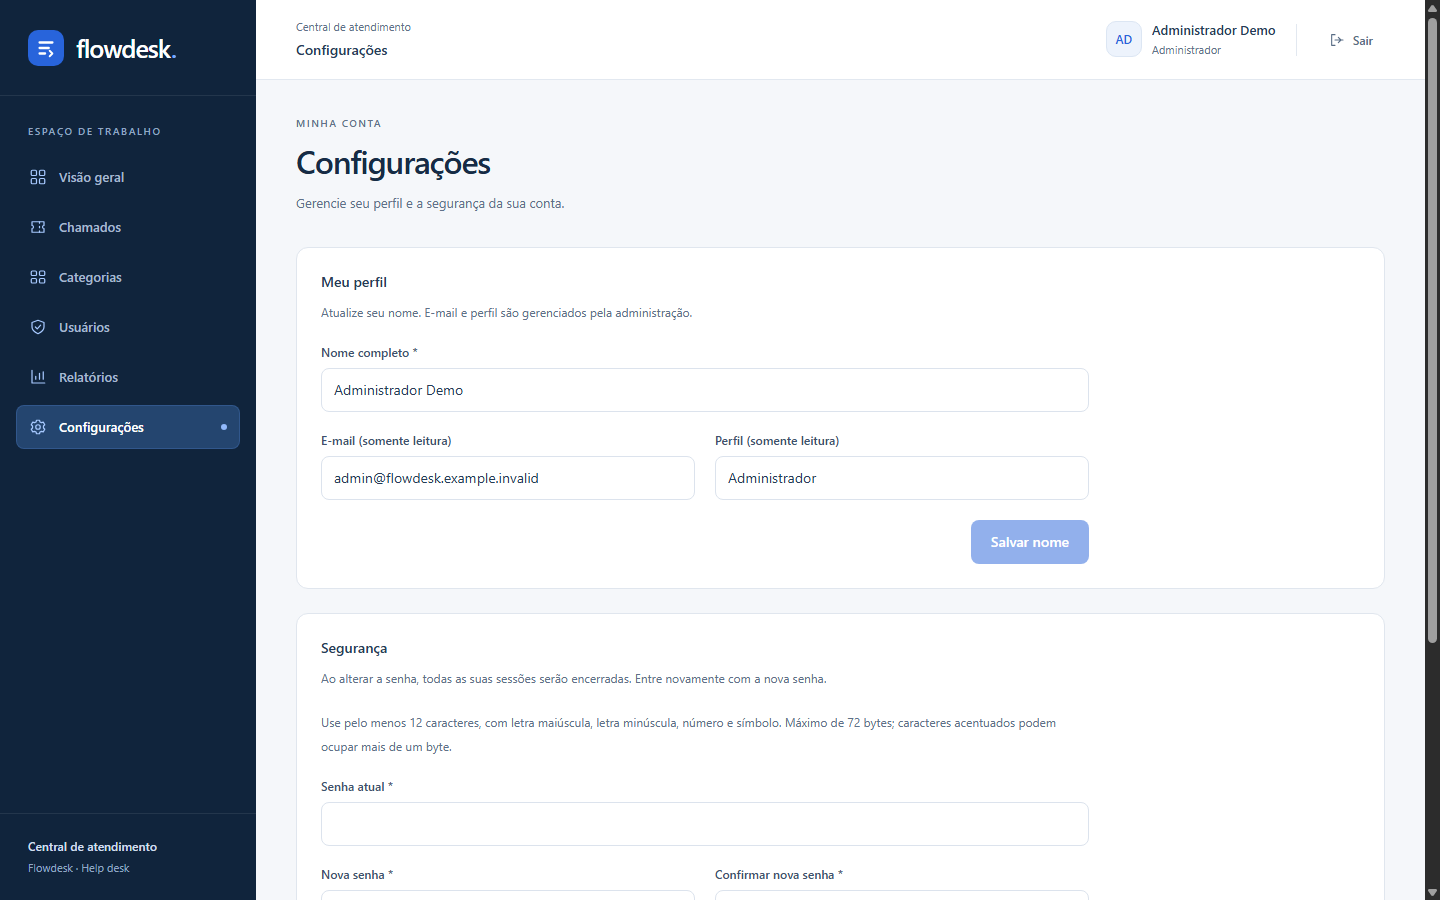 flowdesk.
ESPAÇO DE TRABALHO
Visão geral
Chamados
Categorias
Usuários
Relatórios
Configurações
Central de atendimento
Flowdesk · Help desk
Central de atendimento
Configurações
AD
Administrador Demo
Administrador
Sair
MINHA CONTA
Configurações
Gerencie seu perfil e a segurança da sua conta.
Meu perfil
Atualize seu nome. E-mail e perfil são gerenciados pela administração.
Nome completo *
Administrador Demo
E-mail (somente leitura)
Perfil (somente leitura)
admin@flowdesk.example.invalid
Administrador
Salvar nome
Segurança
Ao alterar a senha, todas as suas sessões serão encerradas. Entre novamente com a nova senha.
Use pelo menos 12 caracteres, com letra maiúscula, letra minúscula, número e símbolo. Máximo de 72 bytes; caracteres acentuados podem
ocupar mais de um byte.
Senha atual *
Nova senha *
Confirmar nova senha *